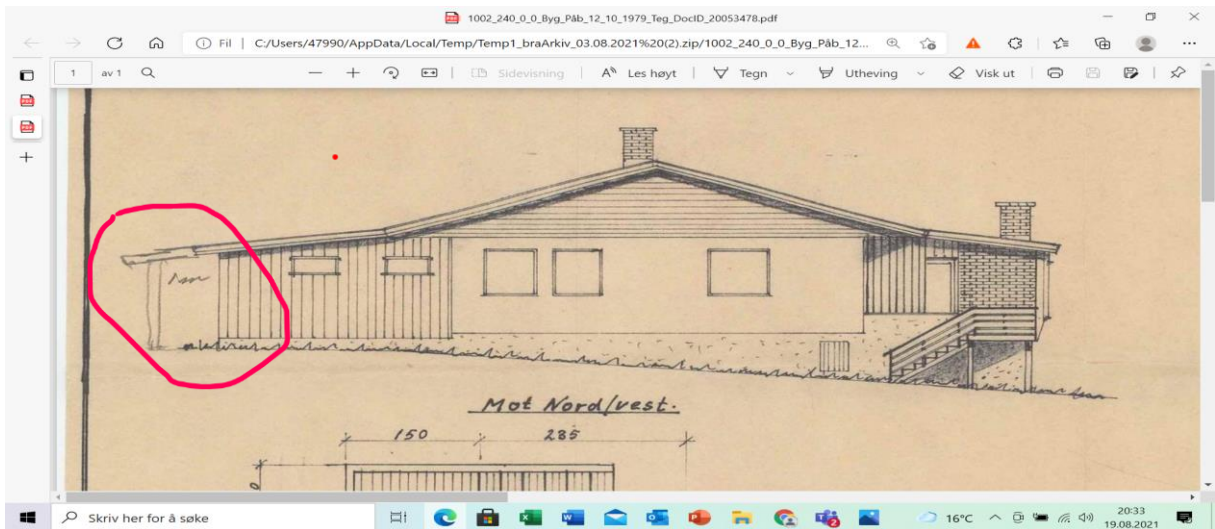 1002_240_0_0_Byg_Påb_12_10_1979_Teg_DocID_20053478.pdf
Fil | C:/Users/47990/AppData/Local/Temp/Temp1_braArkiv_03.08.2021%20(2).zip/1002_240_0_0_Byg_Påb_12...
1 av 1 Sidevisning Les høyt Tegn Utheving Visk ut
Mot Nord/vest.
150 285
0
Skriv her for å søke 16°C 20:33
19.08.2021